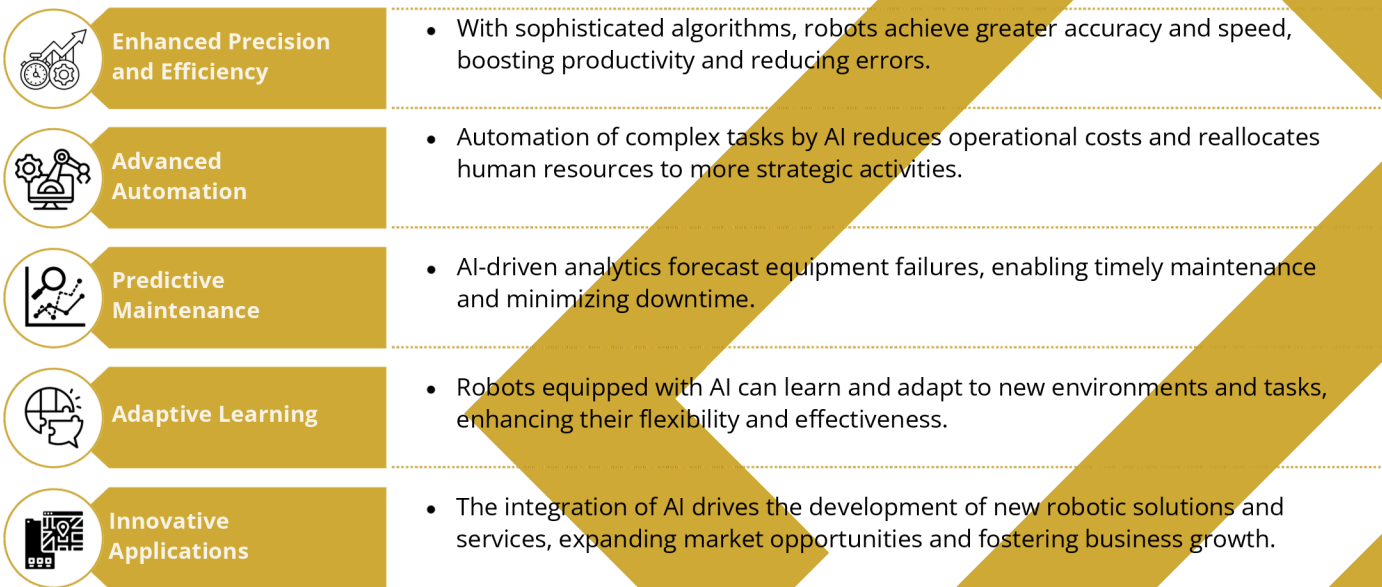 Enhanced Precision
and Efficiency
• With sophisticated algorithms, robots achieve greater accuracy and speed,
boosting productivity and reducing errors.
Advanced
Automation
• Automation of complex tasks by AI reduces operational costs and reallocates
human resources to more strategic activities.
Predictive
Maintenance
• AI-driven analytics forecast equipment failures, enabling timely maintenance
and minimizing downtime.
Adaptive Learning
• Robots equipped with AI can learn and adapt to new environments and tasks,
enhancing their flexibility and effectiveness.
Innovative
Applications
• The integration of AI drives the development of new robotic solutions and
services, expanding market opportunities and fostering business growth.